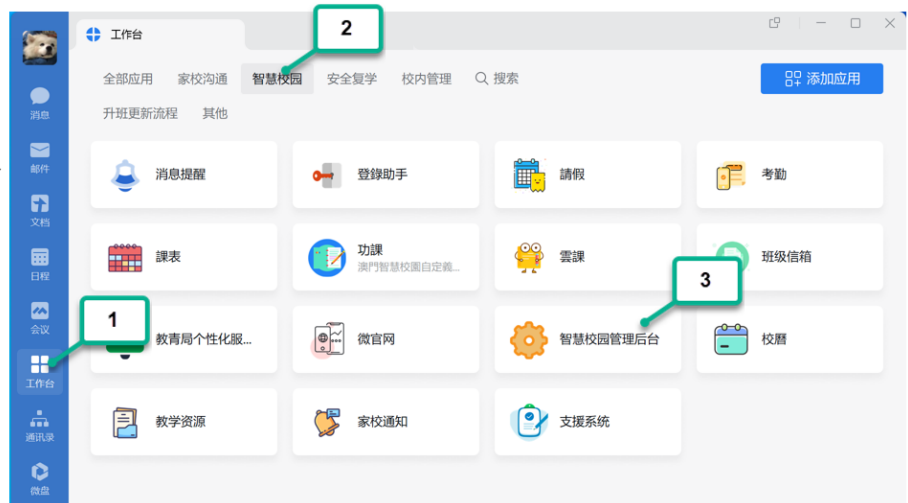 工作台
2
全部应用 家校沟通 智慧校园 安全复学 校内管理 搜索 添加应用
升班更新流程 其他
消息
邮件
文档
日程
会议
工作台
通讯录
微盘
消息提醒 登錄助手 請假 考勤
課表 功課 雲課 班级信箱
澳門智慧校園自定義...
3
1
教青局个性化服... 微官网 智慧校园管理后台 校曆
教学资源 家校通知 支援系统